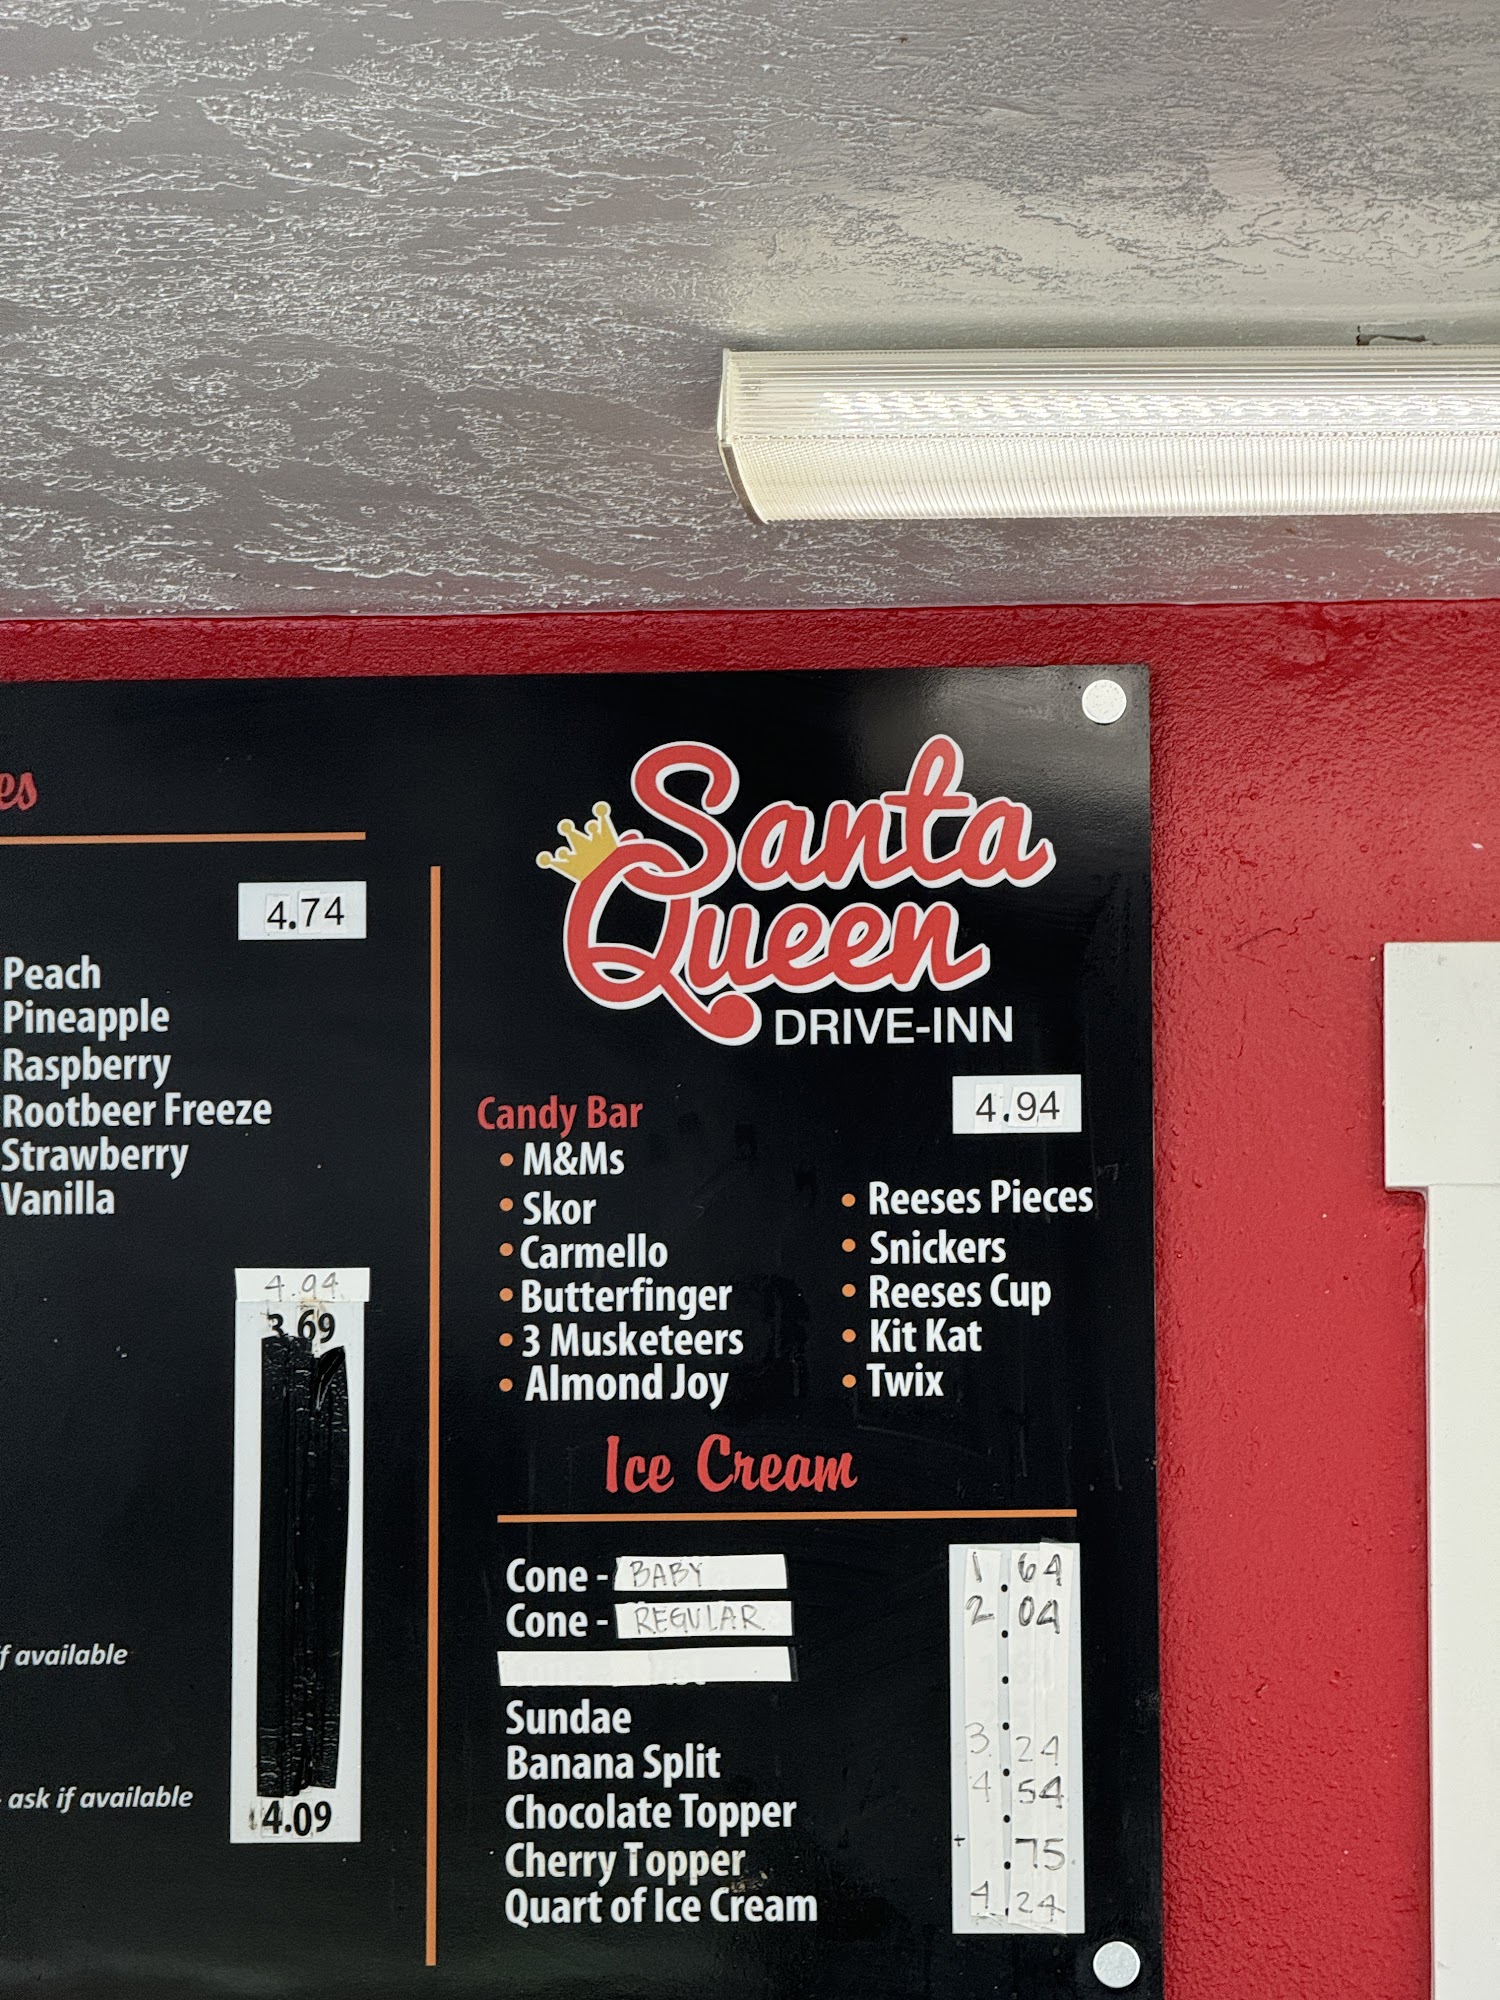 es
4.74
Peach
Pineapple
Raspberry
Rootbeer Freeze
Strawberry
Vanilla
4.04
3.69
if available
ask if available
4.09
Santa
Queen
DRIVE-INN
Candy Bar 4.94
• M&Ms
• Skor
• Carmello
• Butterfinger
• 3 Musketeers
• Almond Joy
• Reeses Pieces
• Snickers
• Reeses Cup
• Kit Kat
• Twix
Ice Cream
Cone - BABY 1.64
Cone - REGULAR 2.04
Sundae 3.24
Banana Split 4.54
Chocolate Topper
Cherry Topper + .75
Quart of Ice Cream 4.24